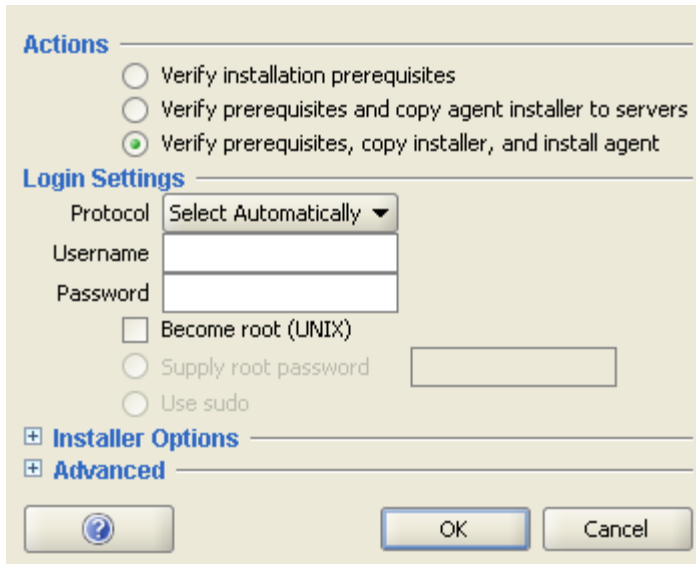 Actions
Verify installation prerequisites
Verify prerequisites and copy agent installer to servers
Verify prerequisites, copy installer, and install agent
Login Settings
Protocol Select Automatically
Username
Password
Become root (UNIX)
Supply root password
Use sudo
Installer Options
Advanced
? OK Cancel